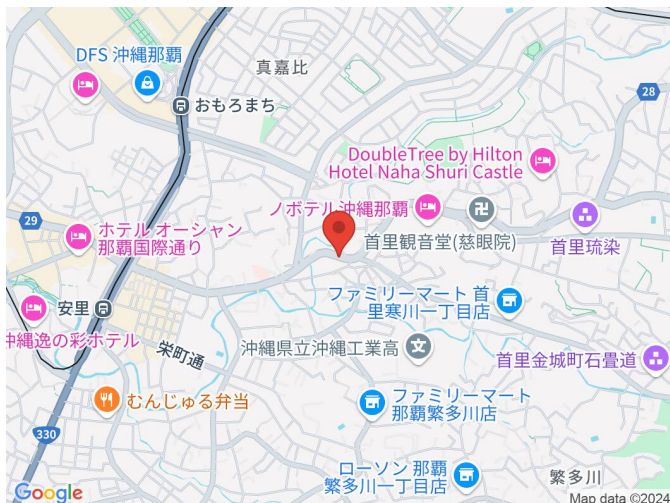 DFS 沖縄那覇
真嘉比
28
おもろまち
DoubleTree by Hilton
Hotel Naha Shuri Castle
ノボテル沖縄那覇
29
ホテル オーシャン
那覇国際通り
首里観音堂(慈眼院)
首里琉染
安里
ファミリーマート 首
里寒川一丁目店
沖縄逸の彩ホテル
栄町通
沖縄県立沖縄工業高
首里金城町石畳道
むんじゅる弁当
ファミリーマート
那覇繁多川店
330
ローソン 那覇
繁多川一丁目店
繁多川
Google
Map data ©2024